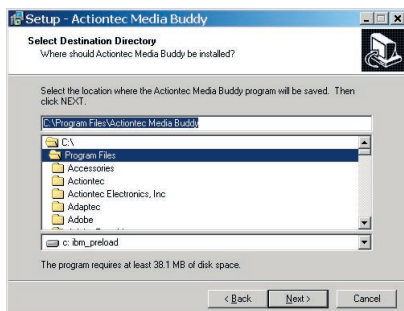 Setup - Actiontec Media Buddy
Select Destination Directory
Where should Actiontec Media Buddy be installed?
Select the location where the Actiontec Media Buddy program will be saved. Then
click NEXT.
C:\Program Files\Actiontec Media Buddy
C:\
Program Files
Accessories
Actiontec
Actiontec Electronics, Inc
Adaptec
Adobe
c: ibm_preload
The program requires at least 38.1 MB of disk space.
< Back
Next >
Cancel